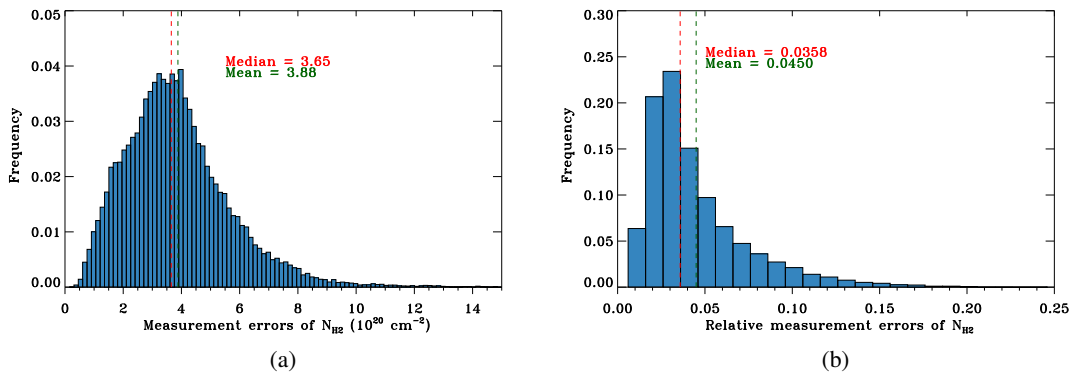 0.05
0.04
0.03
0.02
0.01
0.00
Frequency
Median = 3.65
Mean = 3.88
0 2 4 6 8 10 12 14
Measurement errors of N_H2 (10^20 cm^-2)
(a)
0.30
0.25
0.20
0.15
0.10
0.05
0.00
Frequency
Median = 0.0358
Mean = 0.0450
0.00 0.05 0.10 0.15 0.20 0.25
Relative measurement errors of N_H2
(b)